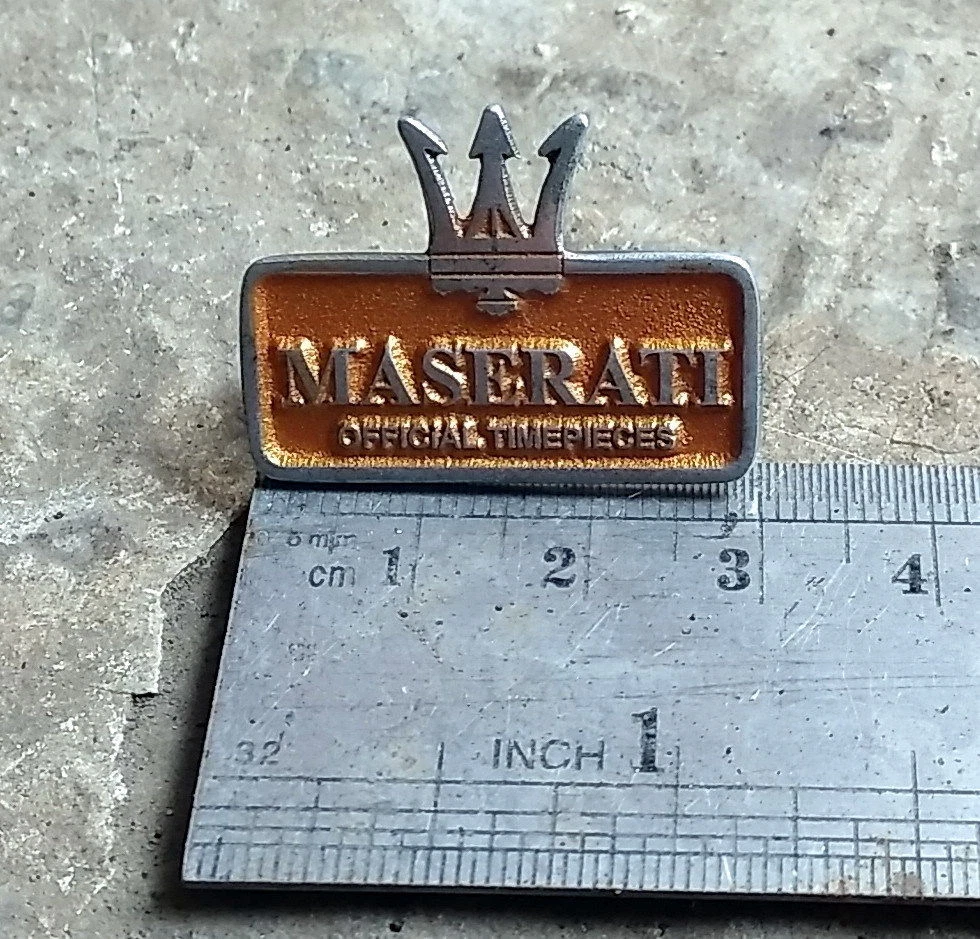 MASERATI
OFFICIAL TIMEPIECES
cm 1 2 3 4
32 INCH 1